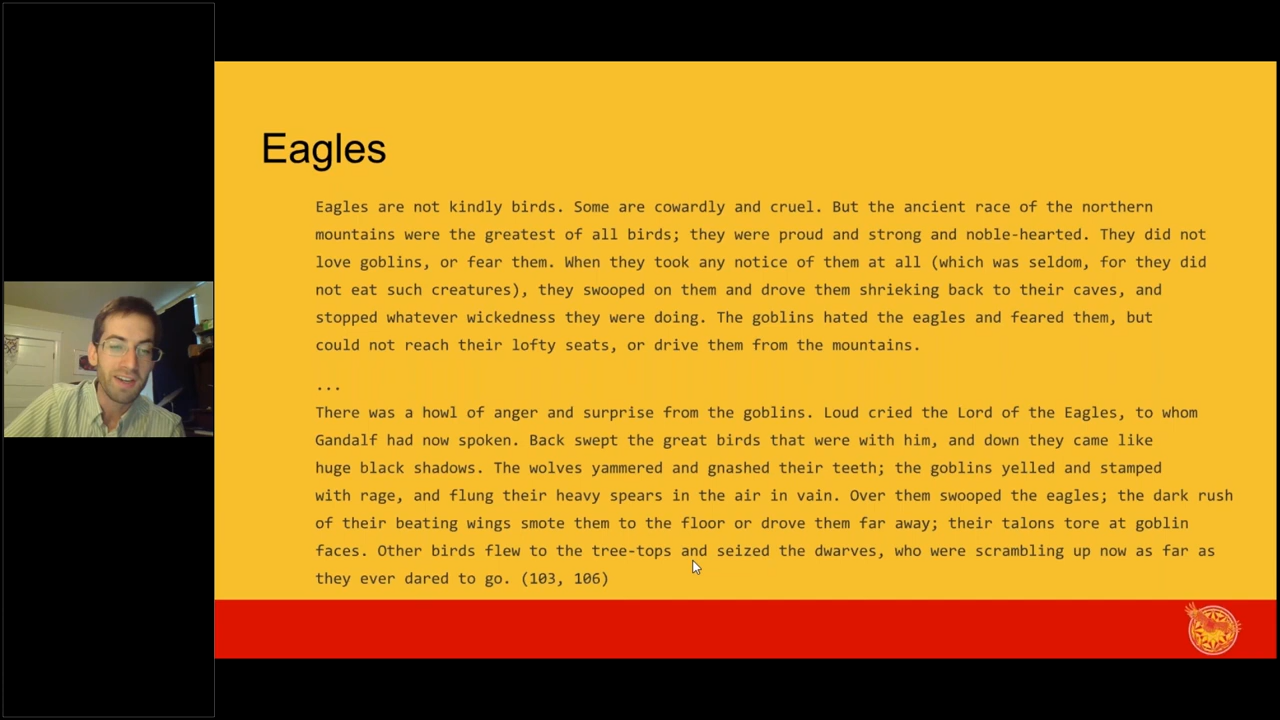 Eagles
Eagles are not kindly birds. Some are cowardly and cruel. But the ancient race of the northern
mountains were the greatest of all birds; they were proud and strong and noble-hearted. They did not
love goblins, or fear them. When they took any notice of them at all (which was seldom, for they did
not eat such creatures), they swooped on them and drove them shrieking back to their caves, and
stopped whatever wickedness they were doing. The goblins hated the eagles and feared them, but
could not reach their lofty seats, or drive them from the mountains.
...
There was a howl of anger and surprise from the goblins. Loud cried the Lord of the Eagles, to whom
Gandalf had now spoken. Back swept the great birds that were with him, and down they came like
huge black shadows. The wolves yammered and gnashed their teeth; the goblins yelled and stamped
with rage, and flung their heavy spears in the air in vain. Over them swooped the eagles; the dark rush
of their beating wings smote them to the floor or drove them far away; their talons tore at goblin
faces. Other birds flew to the tree-tops and seized the dwarves, who were scrambling up now as far as
they ever dared to go. (103, 106)